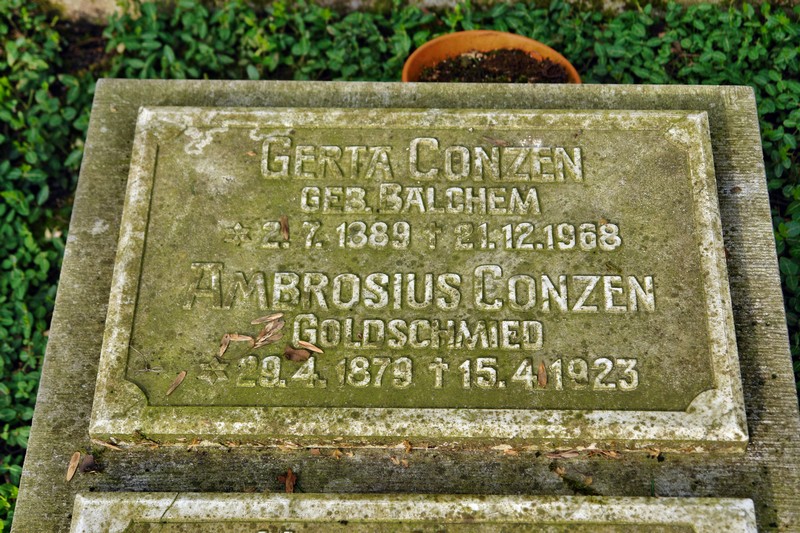 GERTA CONZEN
GEB. BALCHEM
* 2. 7. 1889 † 21.12.1968
AMBROSIUS CONZEN
GOLDSCHMIED
* 29. 4. 1879 † 15. 4. 1923